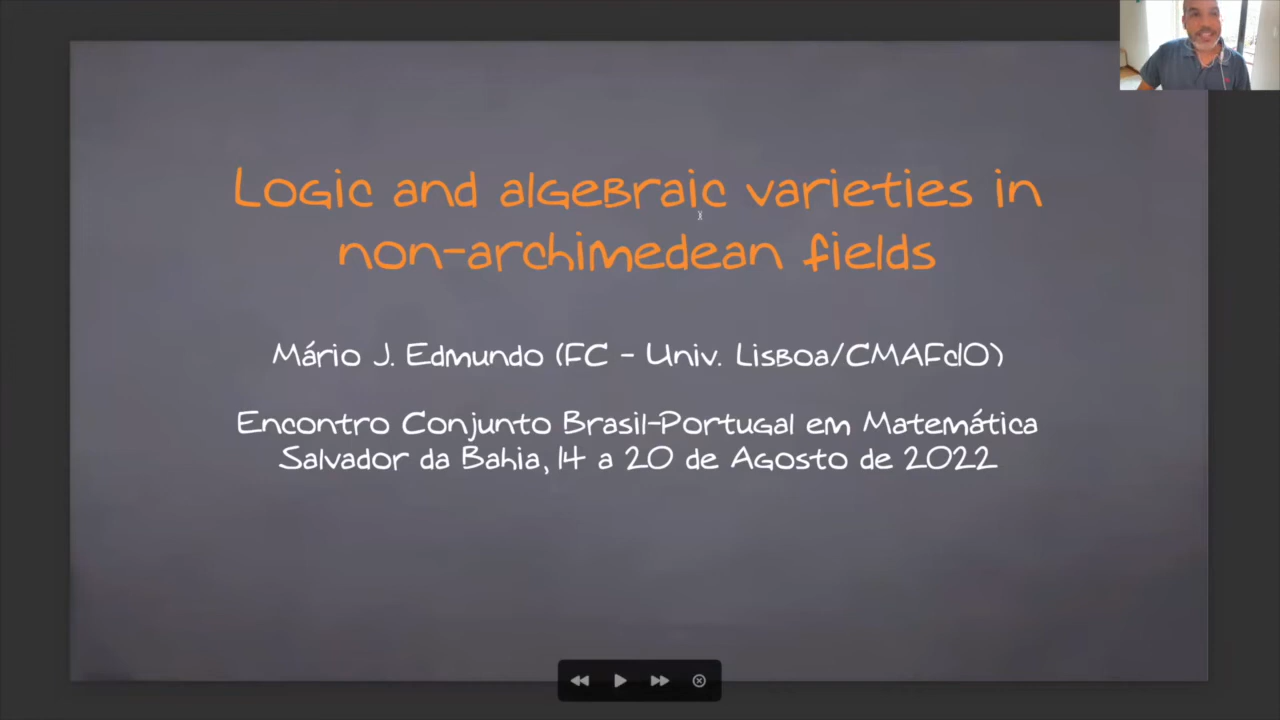 Logic and algebraic varieties in
non-archimedean fields
Mário J. Edmundo (FC - Univ. Lisboa/CMAFcIO)
Encontro Conjunto Brasil-Portugal em Matemática
Salvador da Bahia, 14 a 20 de Agosto de 2022